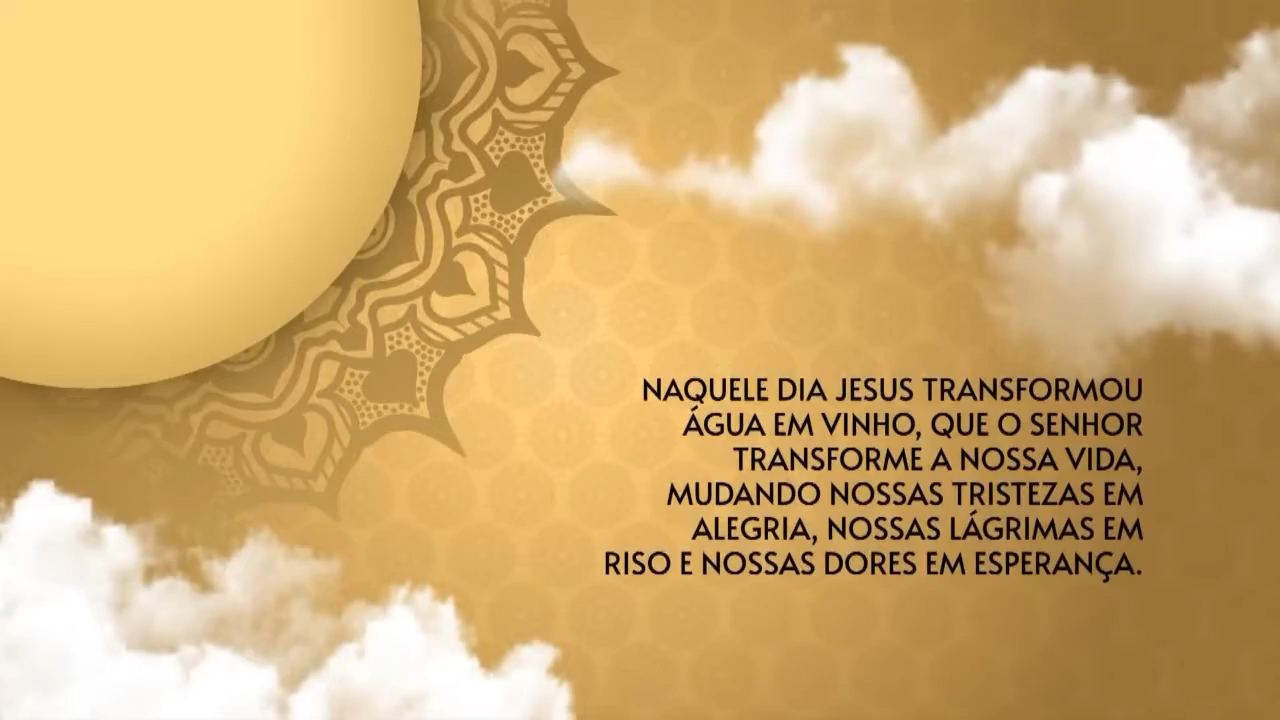 NAQUELE DIA JESUS TRANSFORMOU
ÁGUA EM VINHO, QUE O SENHOR
TRANSFORME A NOSSA VIDA,
MUDANDO NOSSAS TRISTEZAS EM
ALEGRIA, NOSSAS LÁGRIMAS EM
RISO E NOSSAS DORES EM ESPERANÇA.